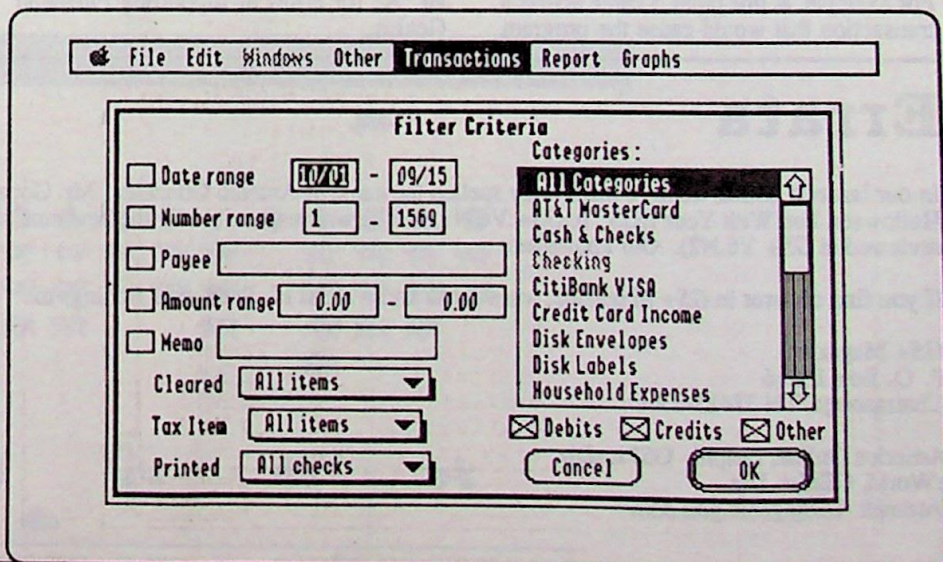 File Edit Windows Other Transactions Report Graphs
Filter Criteria
Date range 10/01 - 09/15
Number range 1 - 1569
Payee
Amount range 0.00 - 0.00
Memo
Cleared All items
Tax Item All items
Printed All checks
Categories:
All Categories
AT&T MasterCard
Cash & Checks
Checking
CitiBank VISA
Credit Card Income
Disk Envelopes
Disk Labels
Household Expenses
Debits Credits Other
Cancel OK